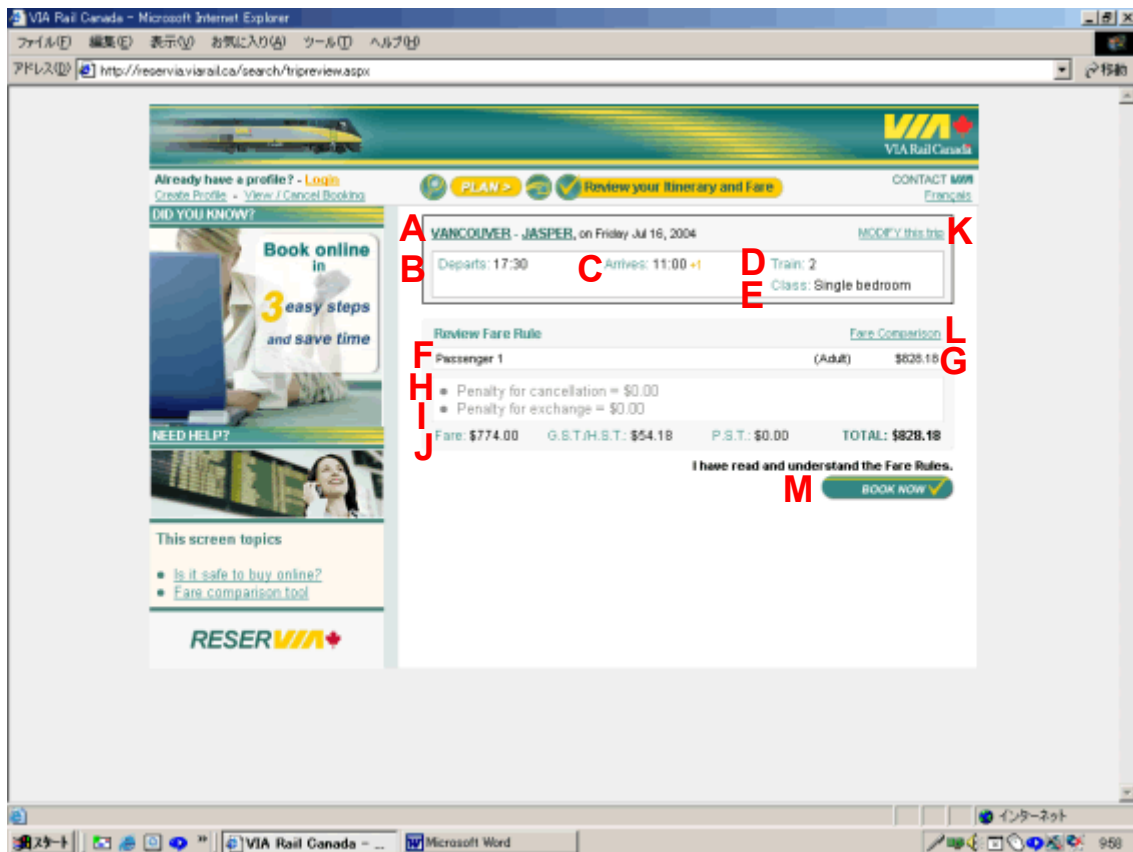 VIA Rail Canada - Microsoft Internet Explorer
ファイル(F) 編集(E) 表示(V) お気に入り(A) ツール(T) ヘルプ(H)
アドレス(D) http://reservia.viarail.ca/search/tripreview.aspx 移動
VIA
VIA Rail Canada
Already have a profile? - Login
Create Profile - View / Cancel Booking
PLAN > Review your Itinerary and Fare
CONTACT VIA
Français
DID YOU KNOW?
Book online
in
3 easy steps
and save time
A VANCOUVER - JASPER, on Friday Jul 16, 2004 MODIFY this trip K
B Departs: 17:30 C Arrives: 11:00 +1 D Train: 2
E Class: Single bedroom
Review Fare Rule Fare Comparison L
F Passenger 1 (Adult) $828.18 G
H Penalty for cancellation = $0.00
I Penalty for exchange = $0.00
J Fare: $774.00 G.S.T/H.S.T.: $54.18 P.S.T.: $0.00 TOTAL: $828.18
I have read and understand the Fare Rules.
M BOOK NOW
NEED HELP?
This screen topics
Is it safe to buy online?
Fare comparison tool
RESERVIA
インターネット
スタート VIA Rail Canada - ... Microsoft Word 9:58